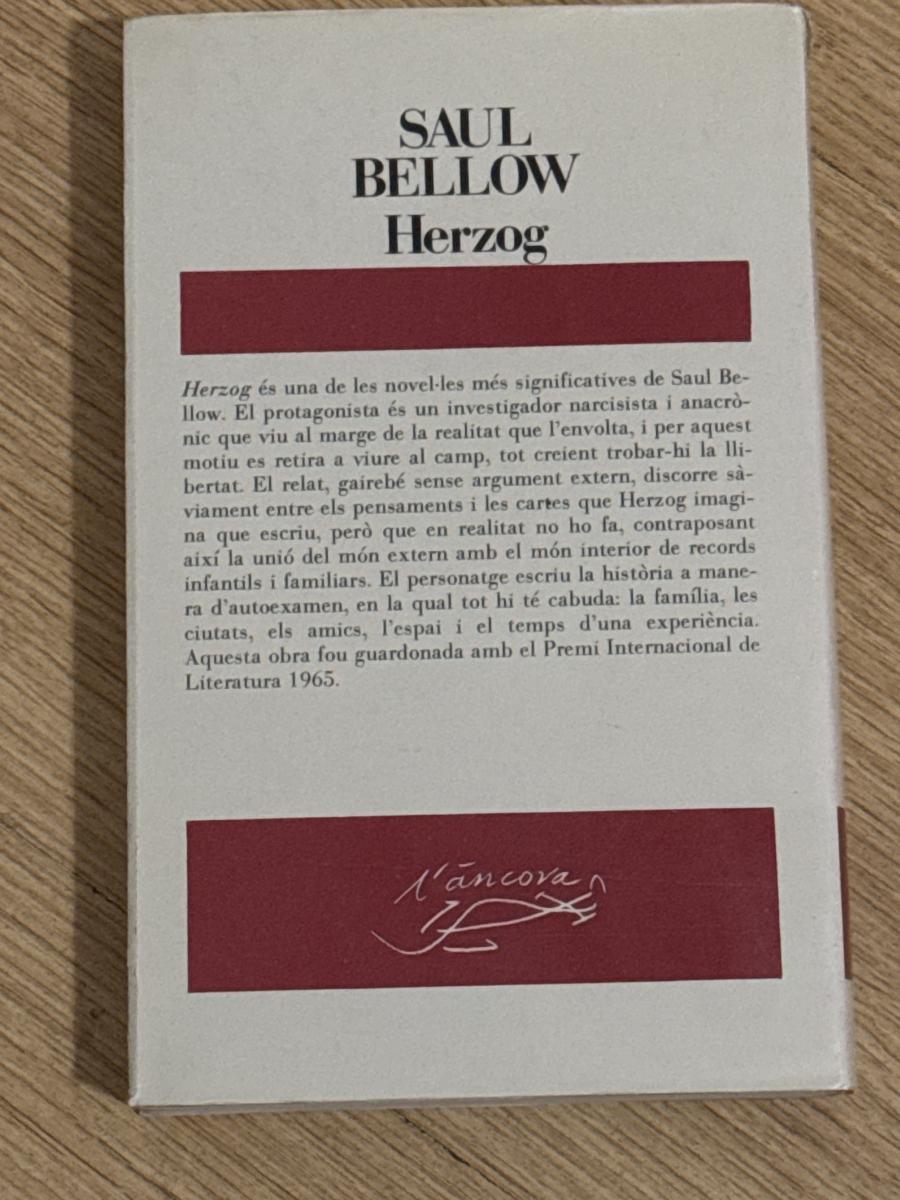 SAUL
BELLOW
Herzog
Herzog és una de les novel·les més significatives de Saul Be-
llow. El protagonista és un investigador narcisista i anacrò-
nic que viu al marge de la realitat que l'envolta, i per aquest
motiu es retira a viure al camp, tot creient trobar-hi la lli-
bertat. El relat, gairebé sense argument extern, discorre sà-
viament entre els pensaments i les cartes que Herzog imagi-
na que escriu, però que en realitat no ho fa, contraposant
així la unió del món extern amb el món interior de records
infantils i familiars. El personatge escriu la història a mane-
ra d'autoexamen, en la qual tot hi té cabuda: la família, les
ciutats, els amics, l'espai i el temps d'una experiència.
Aquesta obra fou guardonada amb el Premi Internacional de
Literatura 1965.
l'àncora